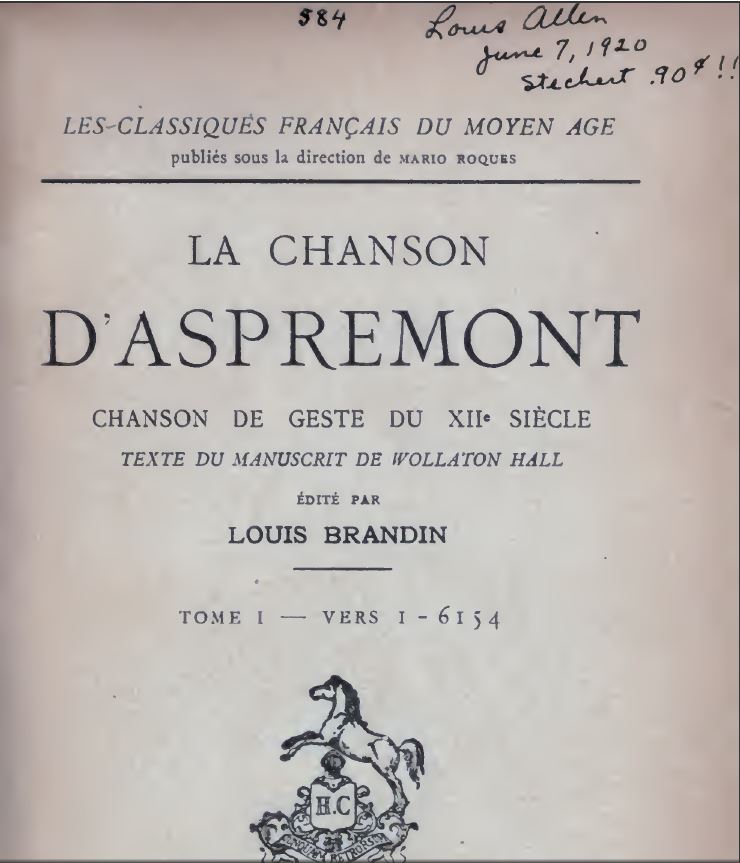 584
Louis Allen
June 7, 1920
Stechert .90¢!!
LES CLASSIQUES FRANÇAIS DU MOYEN AGE
publiés sous la direction de MARIO ROQUES
LA CHANSON
D'ASPREMONT
CHANSON DE GESTE DU XIIe SIÈCLE
TEXTE DU MANUSCRIT DE WOLLATON HALL
ÉDITÉ PAR
LOUIS BRANDIN
TOME I — VERS 1-6154
H.C
NUNQUAM RETRORSUM